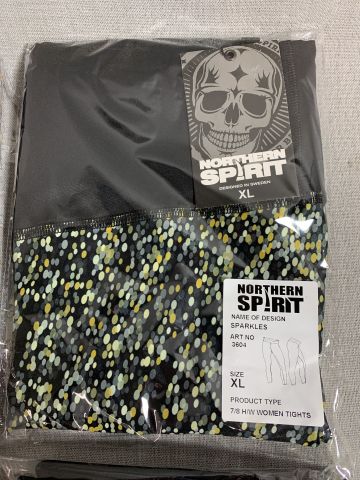 NORTHERN
SPIRIT
DESIGNED IN SWEDEN
XL
NORTHERN
SPIRIT
NAME OF DESIGN
SPARKLES
ART NO
3604
SIZE
XL
PRODUCT TYPE
7/8 H/W WOMEN TIGHTS